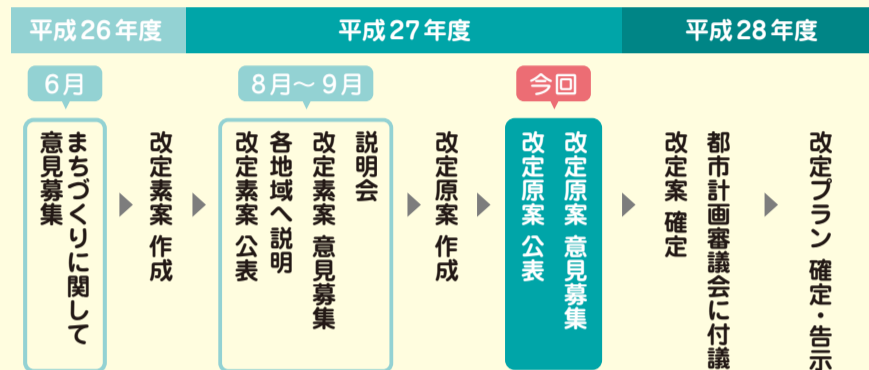 平成26年度
平成27年度
平成28年度
6月
8月～9月
今回
まちづくりに関して
意見募集
改定素案 作成
説明会
改定素案 意見募集
各地域へ説明
改定素案 公表
改定原案 作成
改定原案 意見募集
改定原案 公表
都市計画審議会に付議
改定案 確定
改定プラン 確定・告示